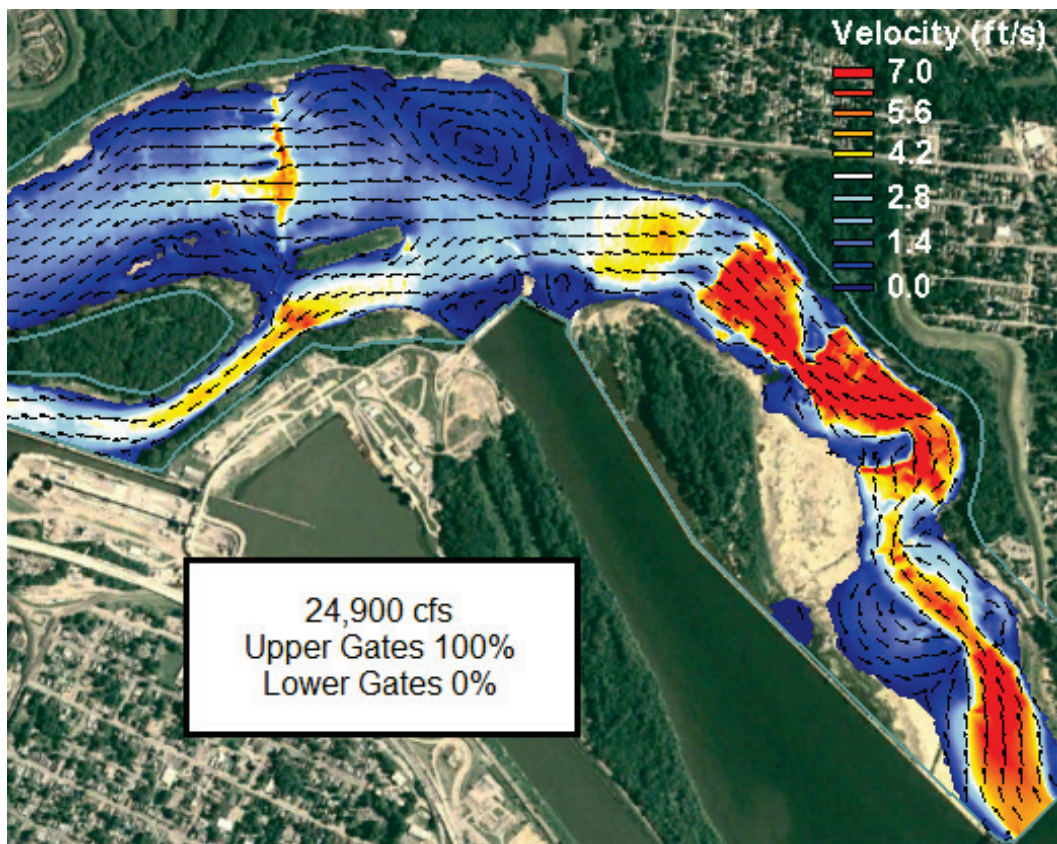 Velocity (ft/s)
7.0
5.6
4.2
2.8
1.4
0.0
24,900 cfs
Upper Gates 100%
Lower Gates 0%